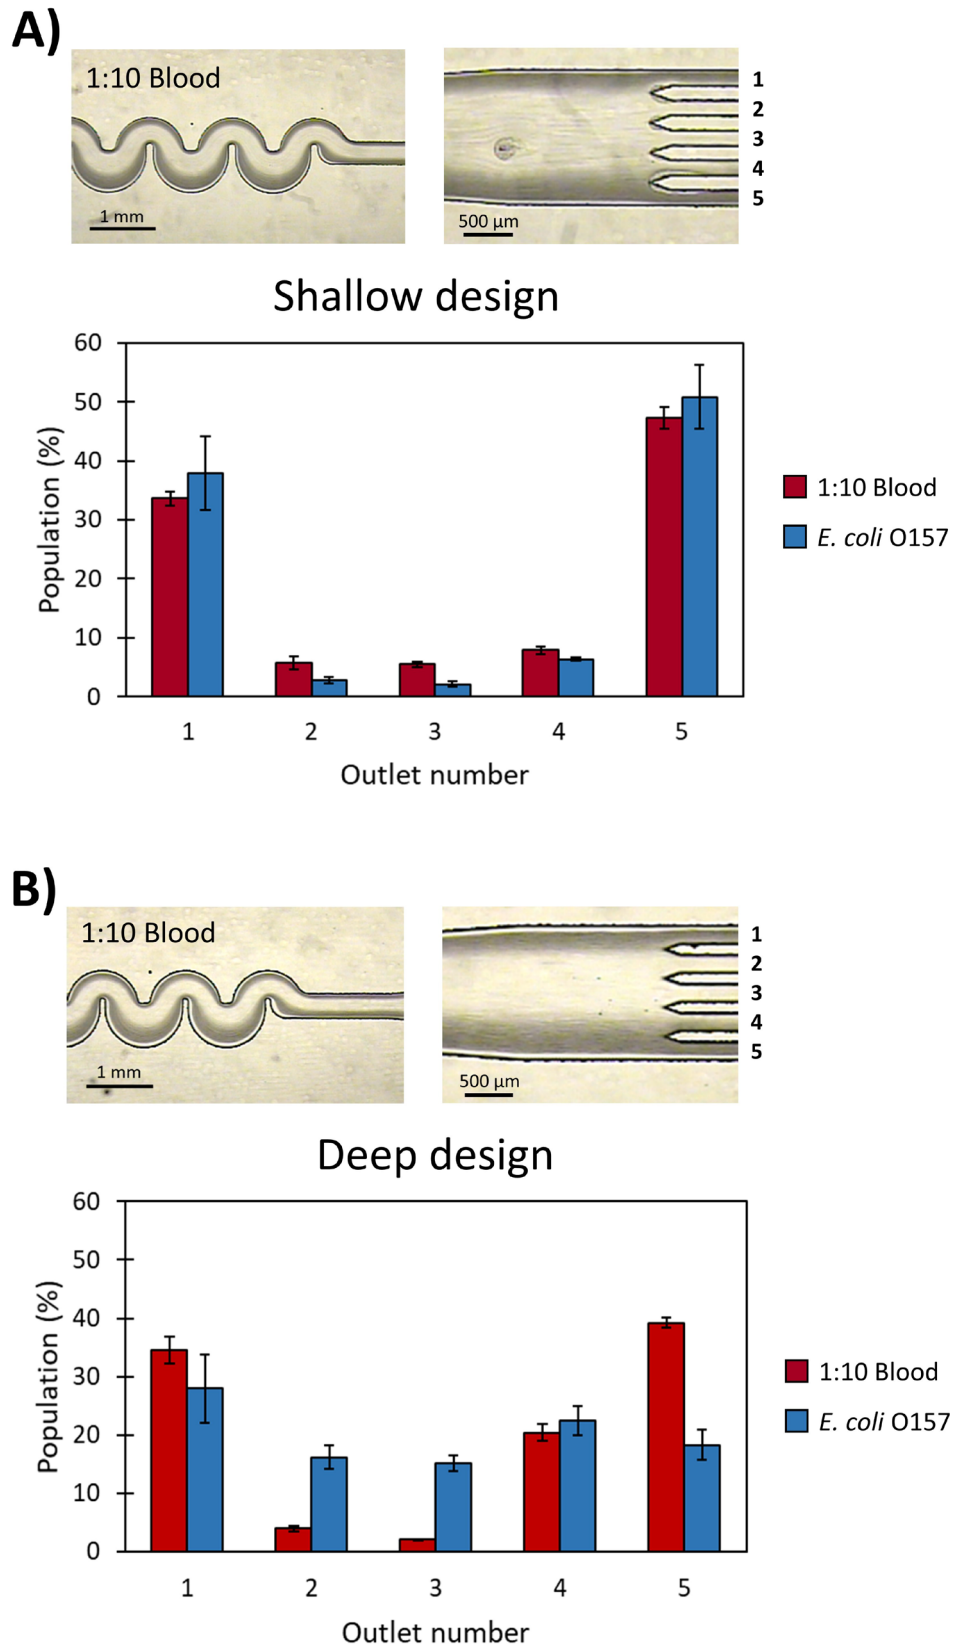 A)
1:10 Blood
1 mm
500 µm
1
2
3
4
5
Shallow design
60
50
40
30
20
10
0
Population (%)
1:10 Blood
E. coli O157
1 2 3 4 5
Outlet number
B)
1:10 Blood
1 mm
500 µm
1
2
3
4
5
Deep design
60
50
40
30
20
10
0
Population (%)
1:10 Blood
E. coli O157
1 2 3 4 5
Outlet number